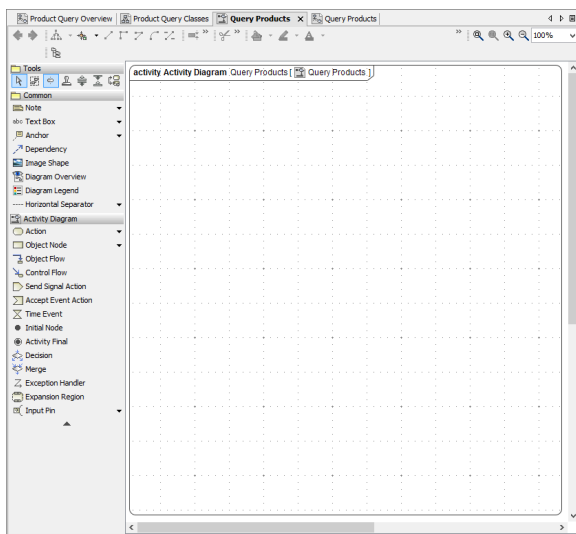 Product Query Overview
Product Query Classes
Query Products
Query Products
100%
Tools
Common
Note
abc Text Box
Anchor
Dependency
Image Shape
Diagram Overview
Diagram Legend
Horizontal Separator
Activity Diagram
Action
Object Node
Object Flow
Control Flow
Send Signal Action
Accept Event Action
Time Event
Initial Node
Activity Final
Decision
Merge
Exception Handler
Expansion Region
Input Pin
activity Activity Diagram Query Products [ Query Products ]